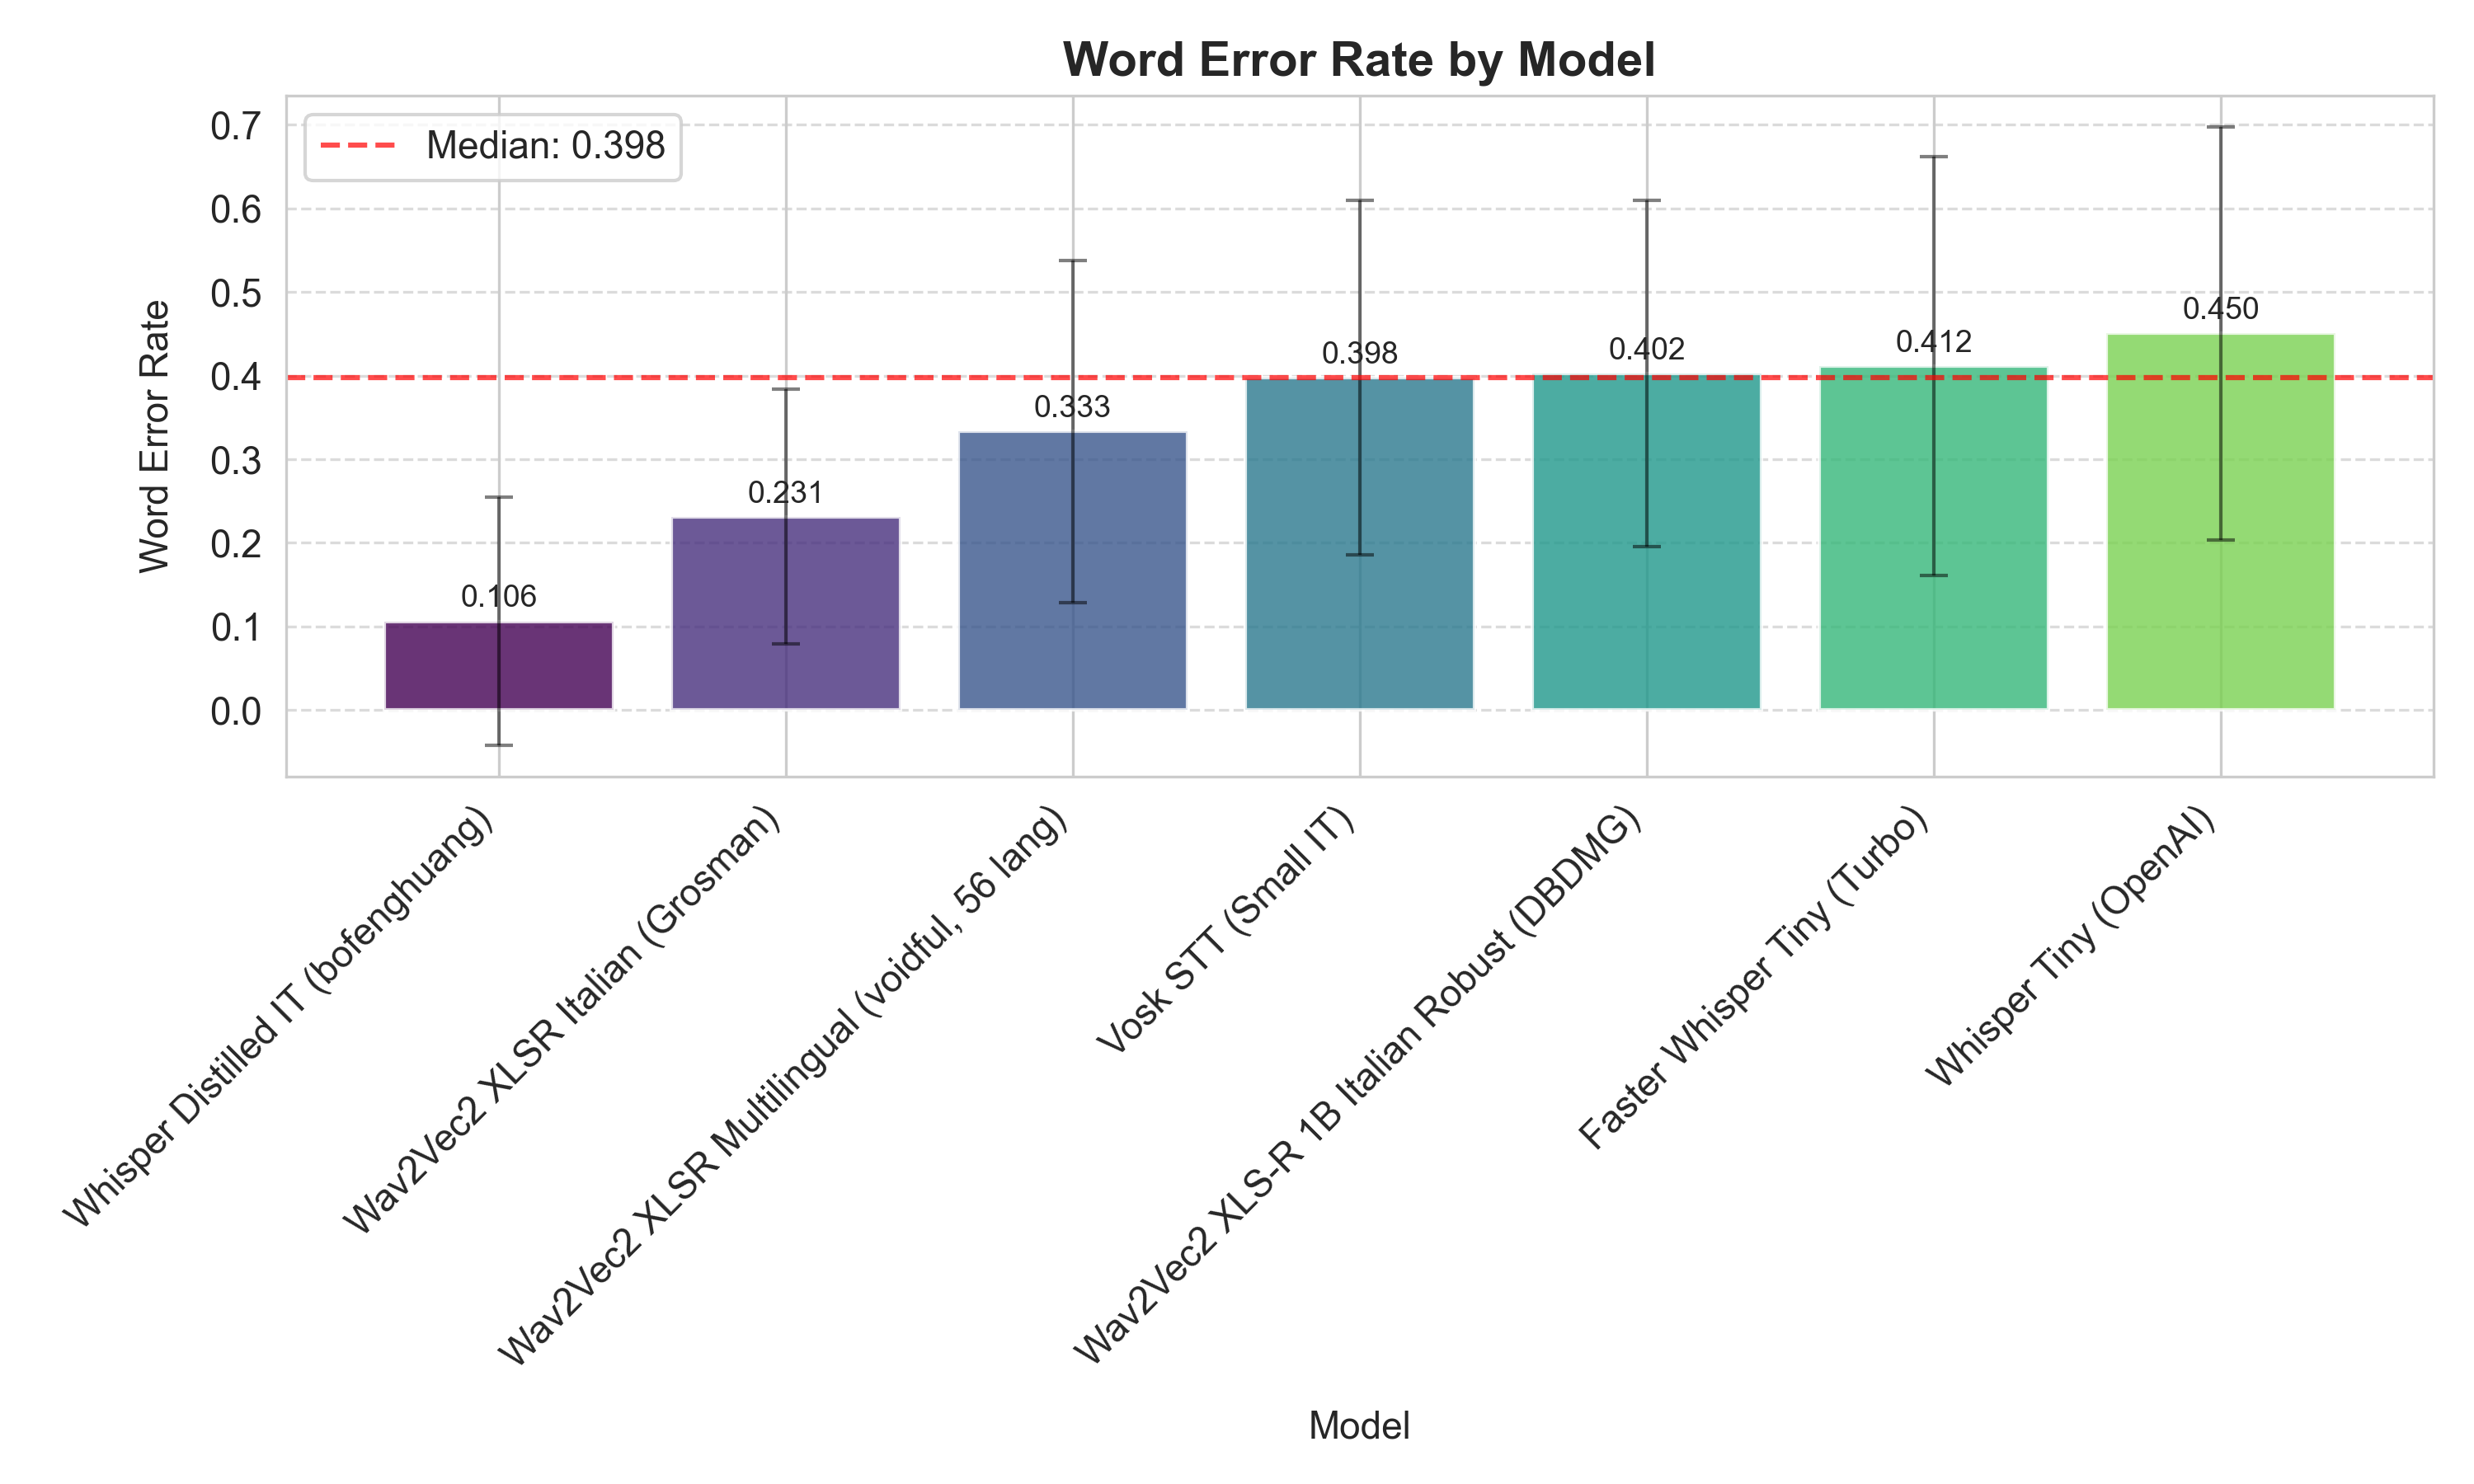 Word Error Rate by Model
Median: 0.398
Word Error Rate
0.7
0.6
0.5
0.4
0.3
0.2
0.1
0.0
0.106
0.231
0.333
0.398
0.402
0.412
0.450
Whisper Distilled IT (bofenghuang)
Wav2Vec2 XLSR Italian (Grosman)
Wav2Vec2 XLSR Multilingual (voidful, 56 lang)
Vosk STT (Small IT)
Wav2Vec2 XLS-R 1B Italian Robust (DBDMG)
Faster Whisper Tiny (Turbo)
Whisper Tiny (OpenAI)
Model